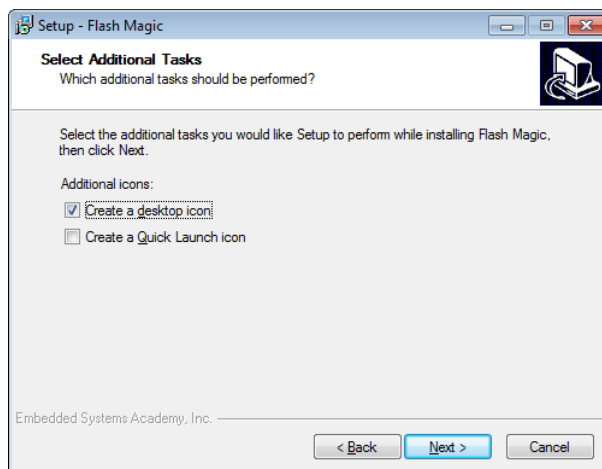 Setup - Flash Magic
Select Additional Tasks
Which additional tasks should be performed?
Select the additional tasks you would like Setup to perform while installing Flash Magic,
then click Next.
Additional icons:
Create a desktop icon
Create a Quick Launch icon
Embedded Systems Academy, Inc.
< Back Next > Cancel